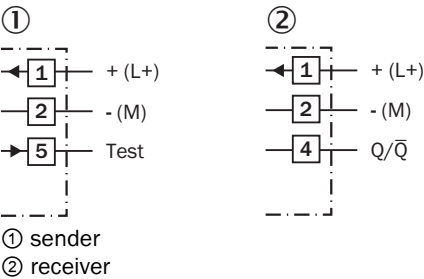 ① ②
1 + (L+) 1 + (L+)
2 - (M) 2 - (M)
5 Test 4 Q/Q̅
① sender
② receiver